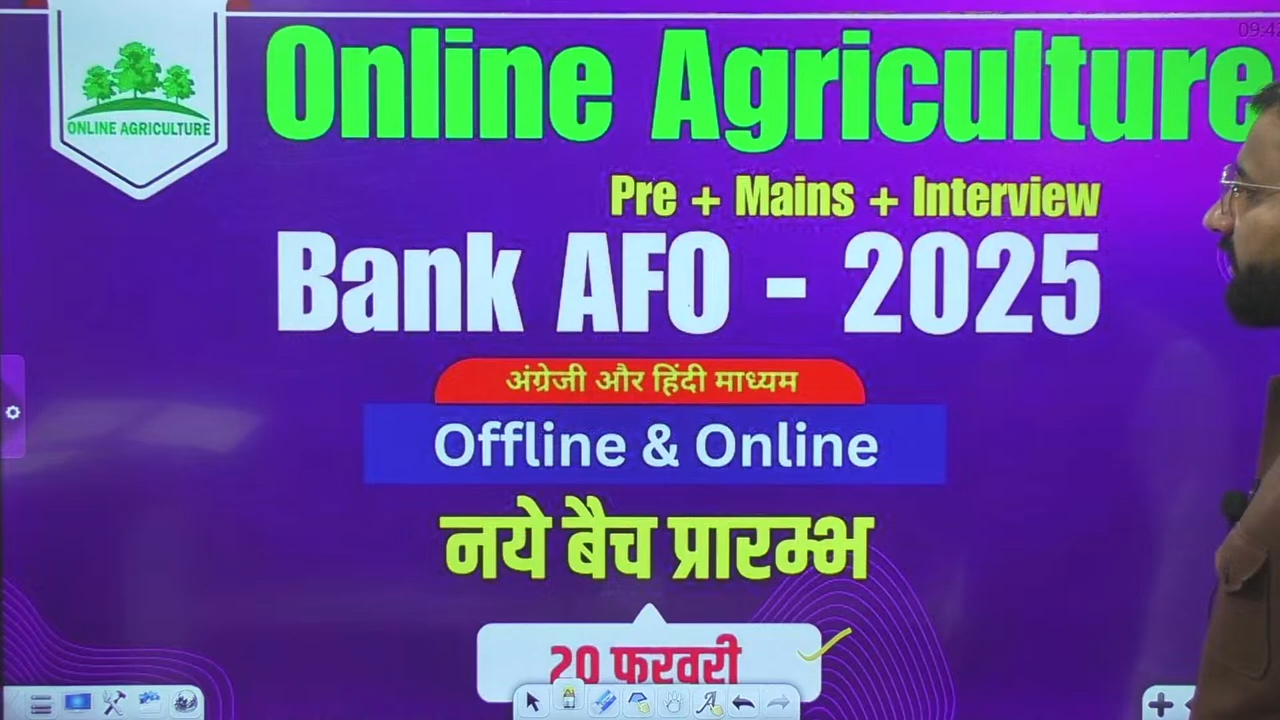 ONLINE AGRICULTURE
Online Agriculture
Pre + Mains + Interview
Bank AFO - 2025
अंग्रेजी और हिंदी माध्यम
Offline & Online
नये बैच प्रारम्भ
20 फरवरी